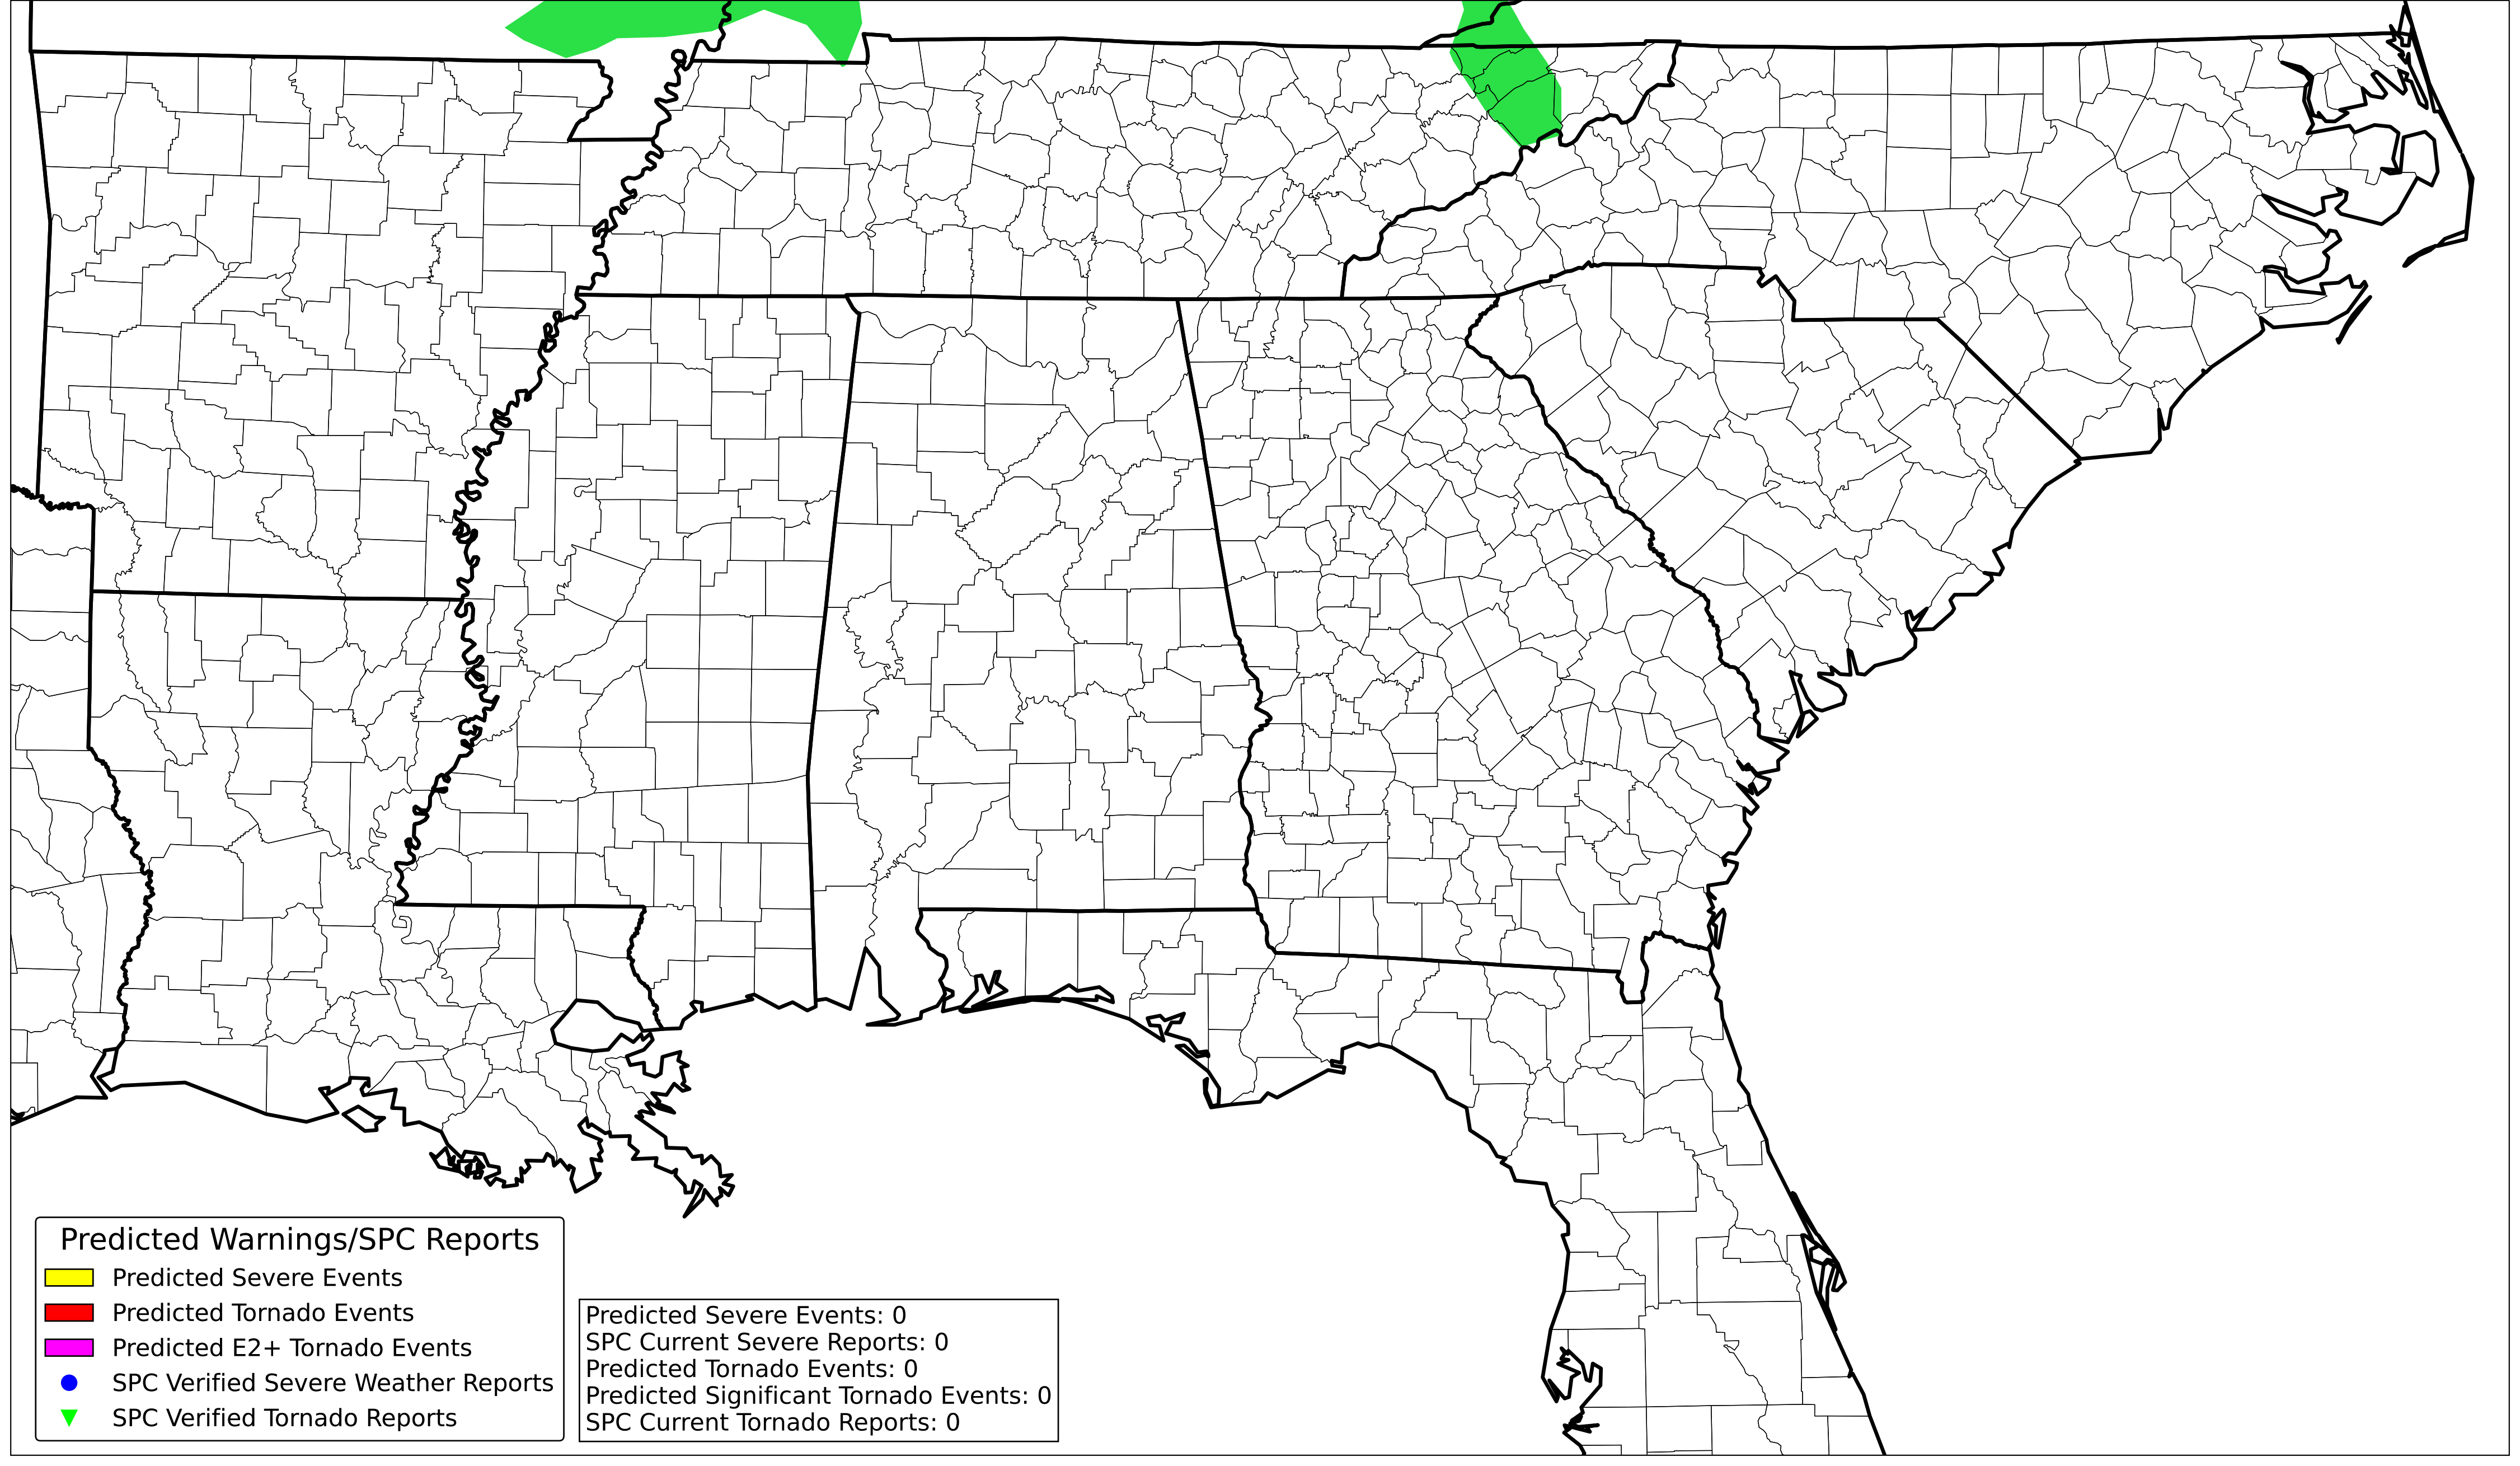 Predicted Warnings/SPC Reports
Predicted Severe Events
Predicted Tornado Events
Predicted E2+ Tornado Events
SPC Verified Severe Weather Reports
SPC Verified Tornado Reports
Predicted Severe Events: 0
SPC Current Severe Reports: 0
Predicted Tornado Events: 0
Predicted Significant Tornado Events: 0
SPC Current Tornado Reports: 0